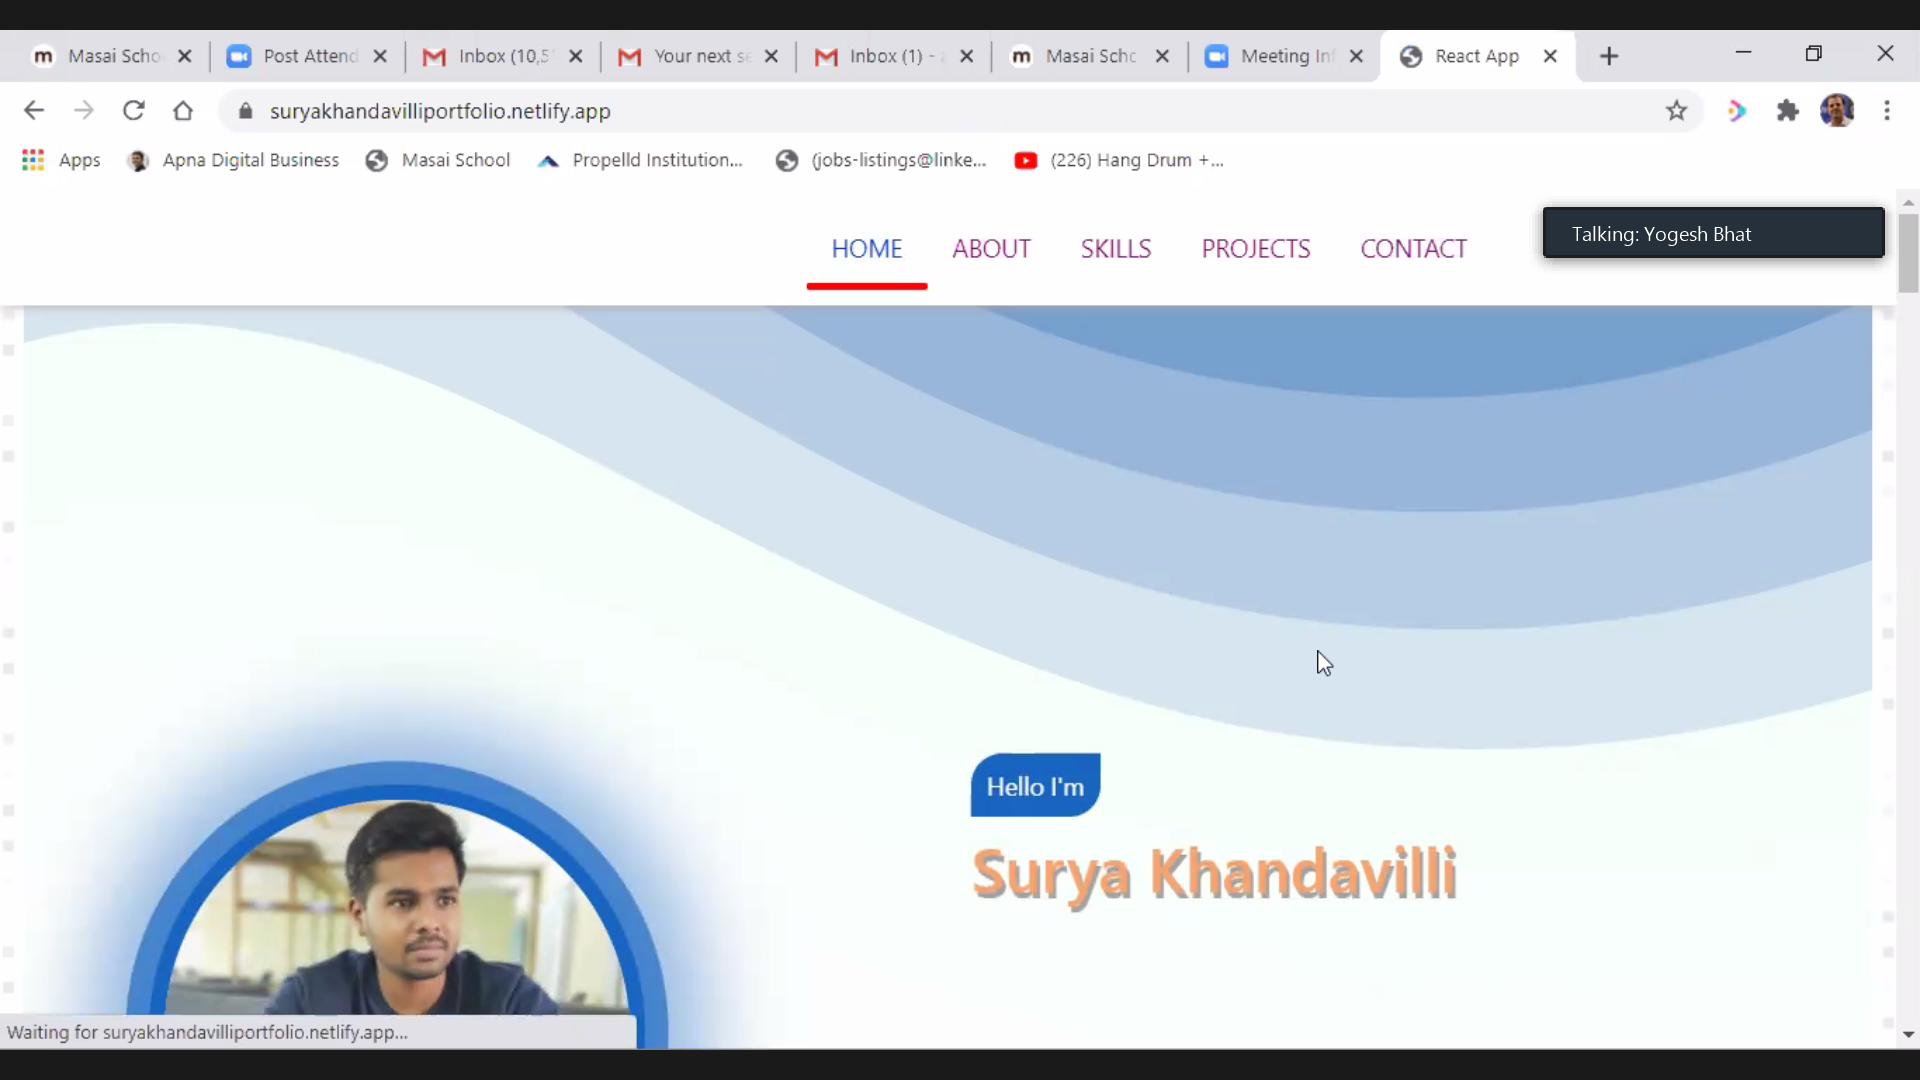 Masai Scho
Post Attend
Inbox (10,5
Your next se
Inbox (1) -
Masai Schc
Meeting Inf
React App
suryakhandavilliportfolio.netlify.app
Apps
Apna Digital Business
Masai School
Propelld Institution...
(jobs-listings@linke...
(226) Hang Drum +...
HOME
ABOUT
SKILLS
PROJECTS
CONTACT
Talking: Yogesh Bhat
Hello I'm
Surya Khandavilli
Waiting for suryakhandavilliportfolio.netlify.app...